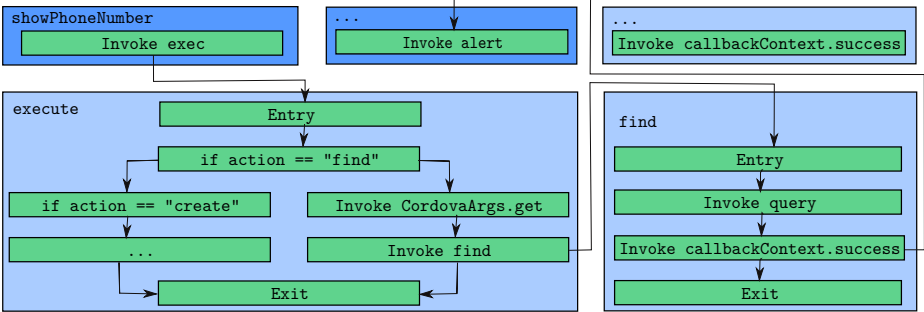 showPhoneNumber
Invoke exec
...
Invoke alert
...
Invoke callbackContext.success
execute
Entry
if action == "find"
if action == "create"
Invoke CordovaArgs.get
...
Invoke find
Exit
find
Entry
Invoke query
Invoke callbackContext.success
Exit